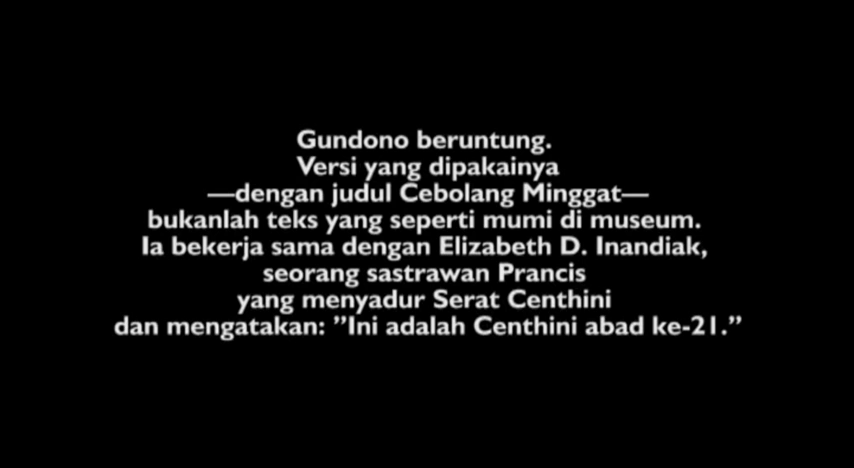 Gundono beruntung.
Versi yang dipakainya
—dengan judul Cebolang Minggat—
bukanlah teks yang seperti mumi di museum.
Ia bekerja sama dengan Elizabeth D. Inandiak,
seorang sastrawan Prancis
yang menyadur Serat Centhini
dan mengatakan: ”Ini adalah Centhini abad ke-21.”